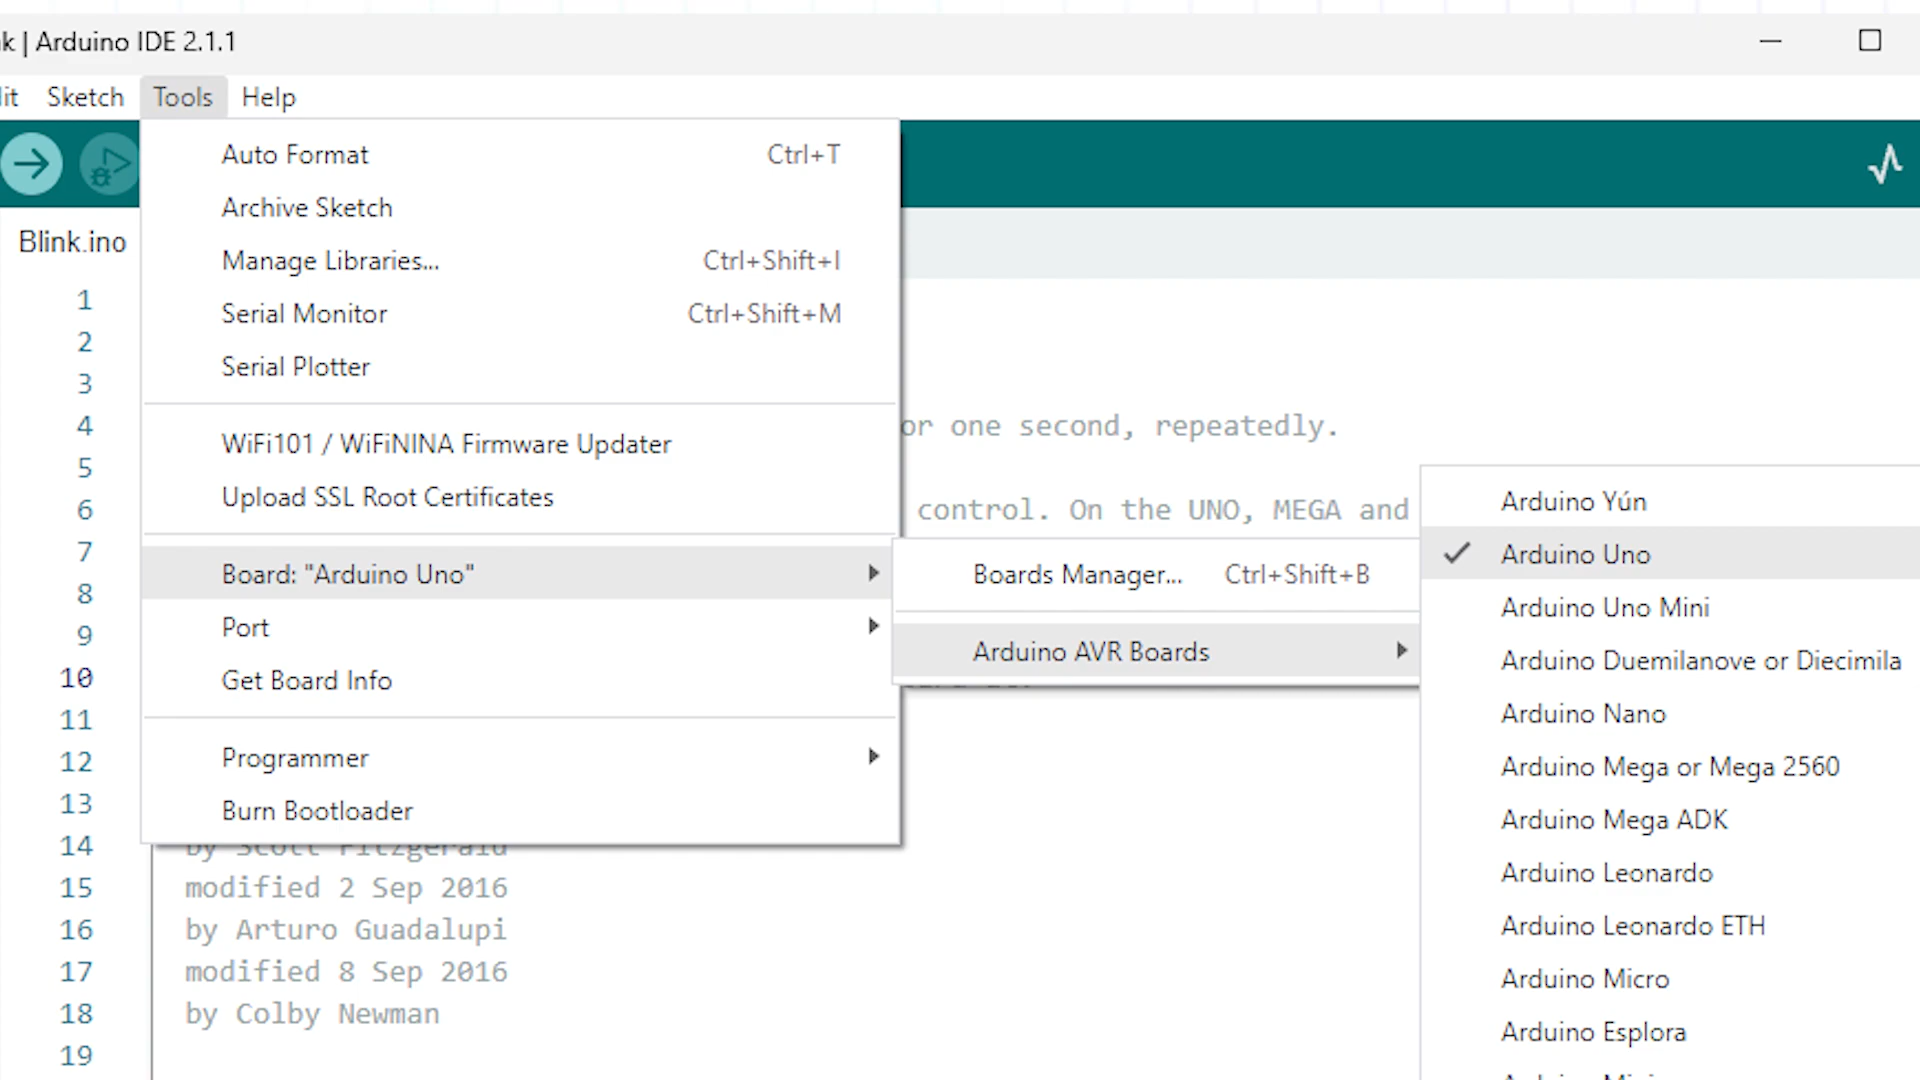 k | Arduino IDE 2.1.1
it Sketch Tools Help
Auto Format Ctrl+T
Archive Sketch
Blink.ino
Manage Libraries... Ctrl+Shift+I
Serial Monitor Ctrl+Shift+M
Serial Plotter
WiFi101 / WiFiNINA Firmware Updater
Upload SSL Root Certificates
Board: "Arduino Uno"
Port
Get Board Info
Programmer
Burn Bootloader
Boards Manager... Ctrl+Shift+B
Arduino AVR Boards
Arduino Yún
Arduino Uno
Arduino Uno Mini
Arduino Duemilanove or Diecimila
Arduino Nano
Arduino Mega or Mega 2560
Arduino Mega ADK
Arduino Leonardo
Arduino Leonardo ETH
Arduino Micro
Arduino Esplora
1
2
3
4 or one second, repeatedly.
5
6 control. On the UNO, MEGA and
7
8
9
10
11
12
13
14 by Scott Fitzgerald
15 modified 2 Sep 2016
16 by Arturo Guadalupi
17 modified 8 Sep 2016
18 by Colby Newman
19